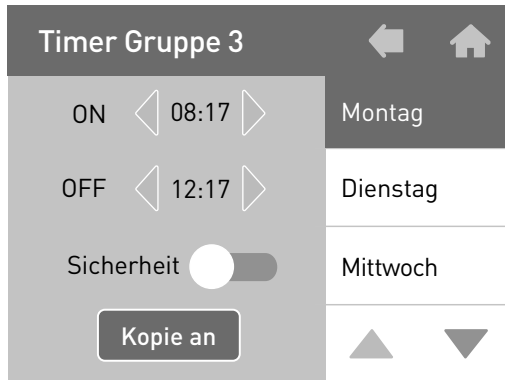 Timer Gruppe 3
ON 08:17
OFF 12:17
Sicherheit
Kopie an
Montag
Dienstag
Mittwoch